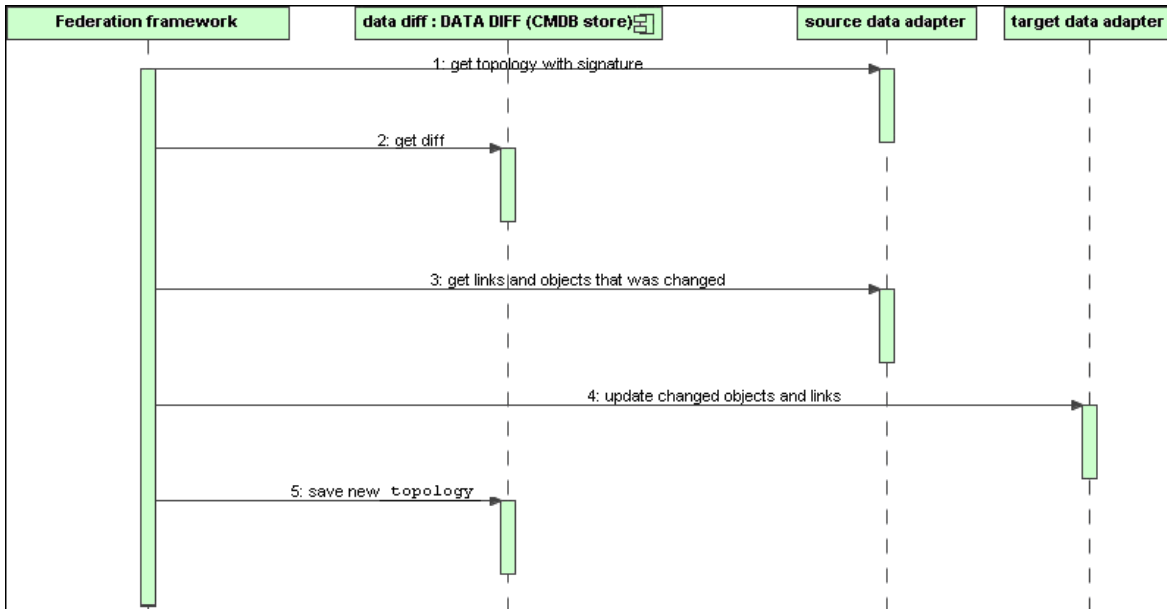 Federation framework
data diff : DATA DIFF (CMDB store)
source data adapter
target data adapter
1: get topology with signature
2: get diff
3: get links and objects that was changed
4: update changed objects and links
5: save new topology